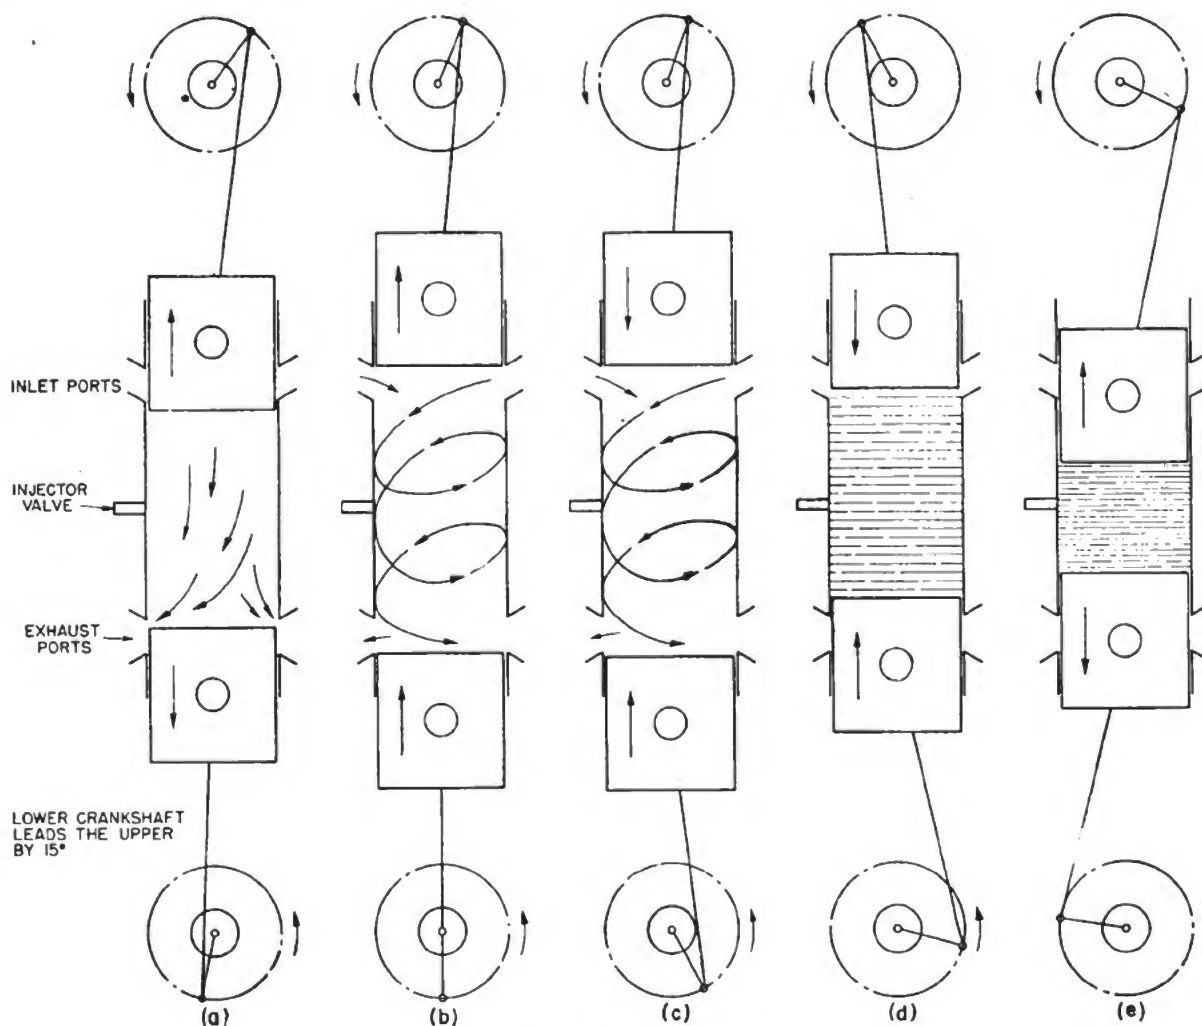 INLET PORTS
INJECTOR
VALVE
EXHAUST
PORTS
LOWER CRANKSHAFT
LEADS THE UPPER
BY 15°
(a)
(b)
(c)
(d)
(e)